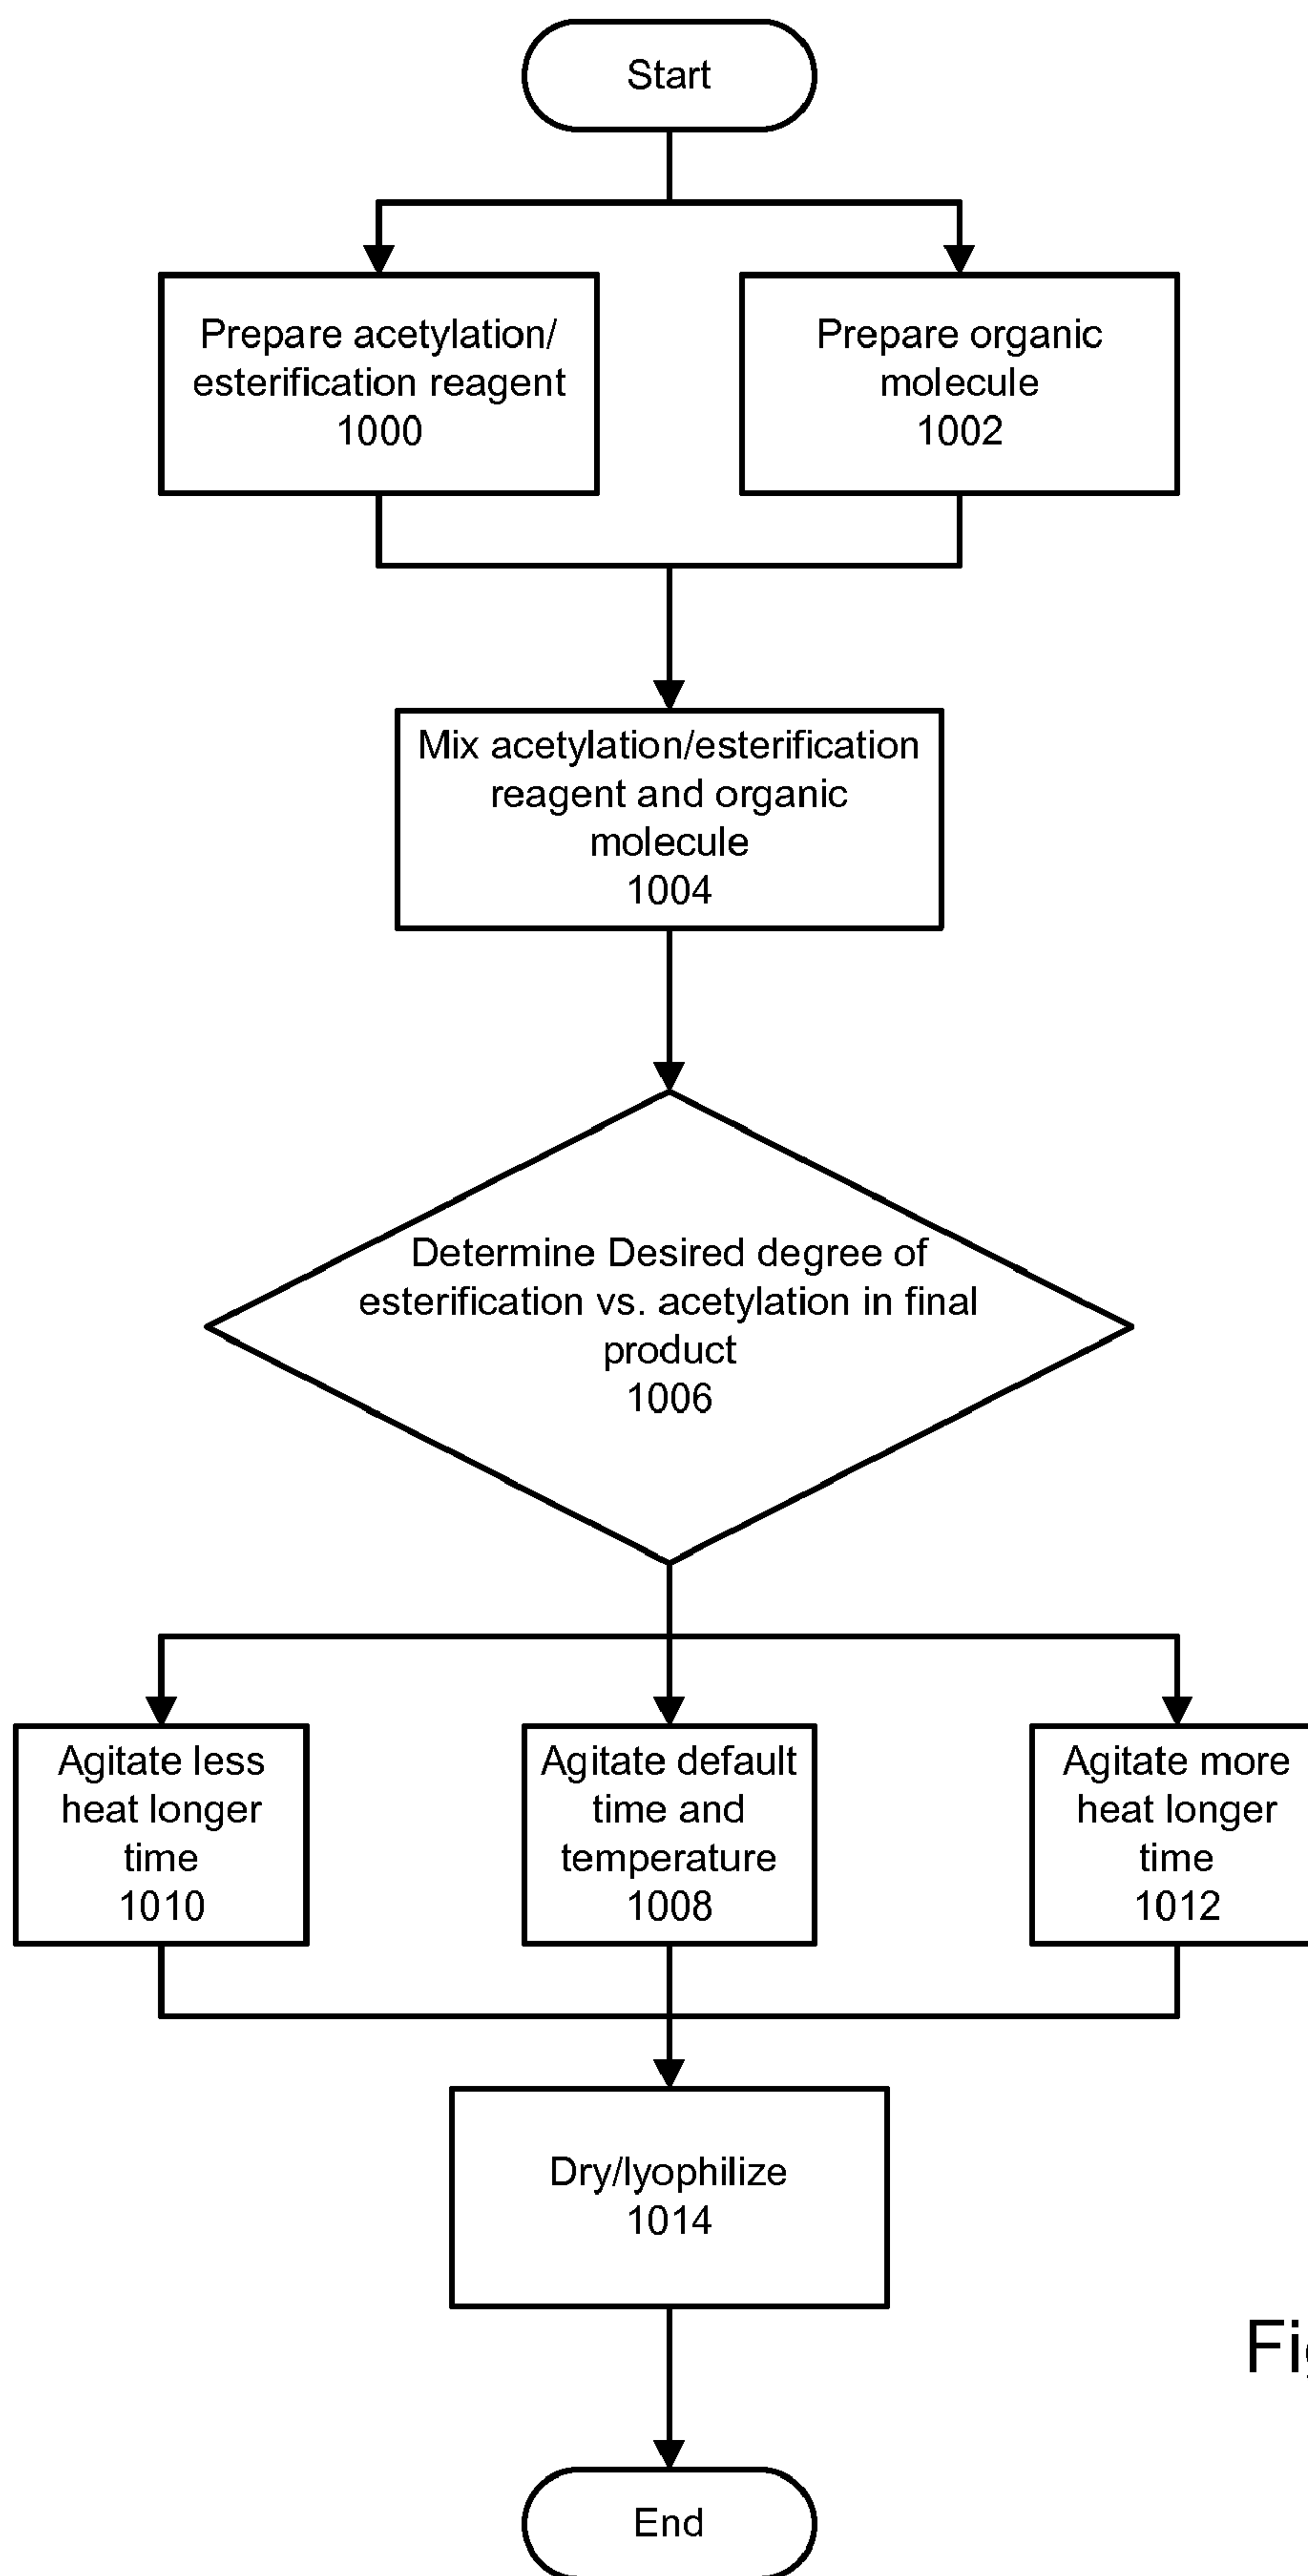 Start
Prepare acetylation/
esterification reagent
1000
Prepare organic
molecule
1002
Mix acetylation/esterification
reagent and organic
molecule
1004
Determine Desired degree of
esterification vs. acetylation in final
product
1006
Agitate less
heat longer
time
1010
Agitate default
time and
temperature
1008
Agitate more
heat longer
time
1012
Dry/lyophilize
1014
End